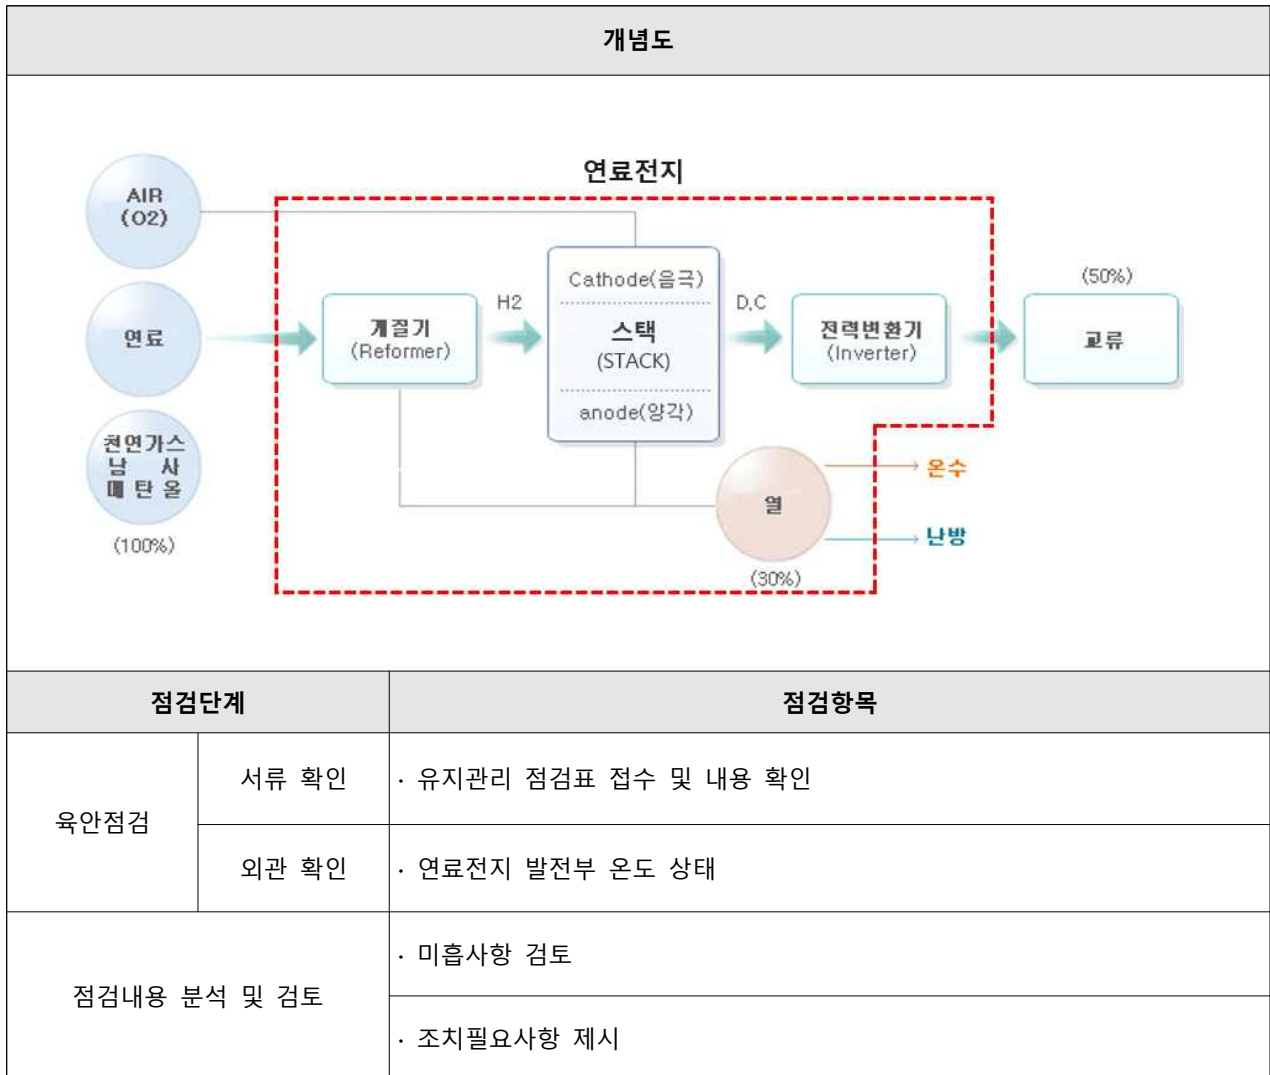 개념도
연료전지
AIR
(O2)
연료
천연가스
남 사
메탄올
(100%)
개질기
(Reformer)
H2
Cathode(음극)
스택
(STACK)
anode(양각)
D,C
전력변환기
(Inverter)
(50%)
교류
열
(30%)
온수
난방
점검단계 점검항목
육안점검
서류 확인
· 유지관리 점검표 접수 및 내용 확인
외관 확인
· 연료전지 발전부 온도 상태
점검내용 분석 및 검토
· 미흡사항 검토
· 조치필요사항 제시